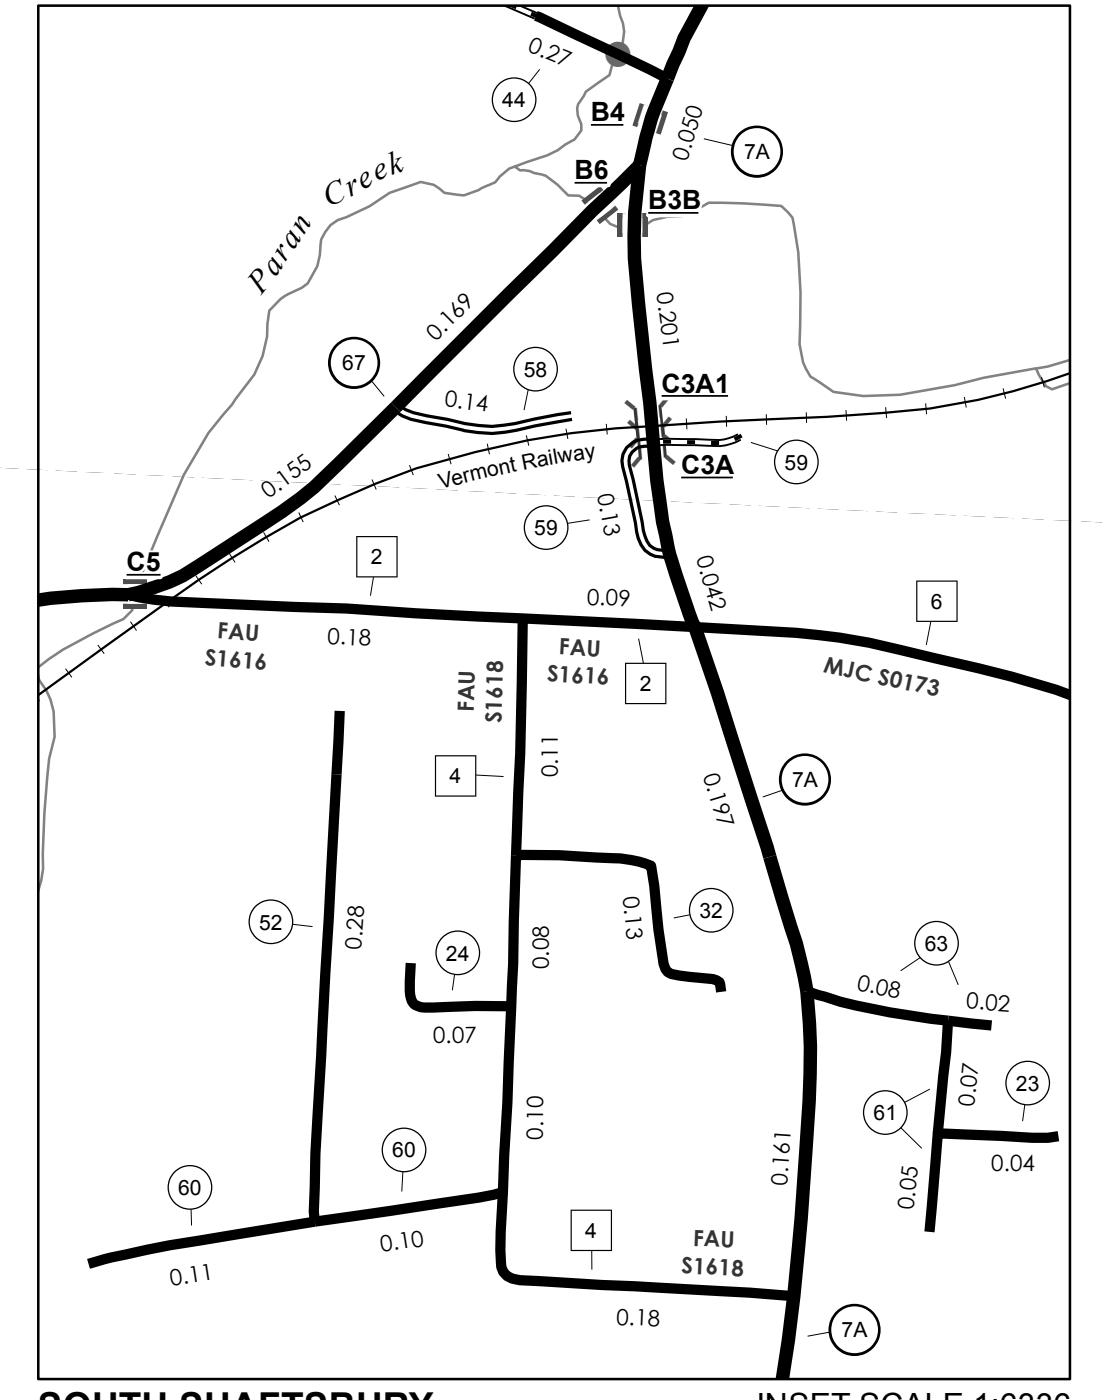 0.27
44
B4
0.050
7A
B6
B3B
Paran Creek
0.169
0.201
67
58
0.14
C3A1
C3A
59
Vermont Railway
0.155
59
0.13
C5
2
0.042
0.09
6
FAU
S1616
0.18
FAU
S1616
2
MJC S0173
FAU
S1618
4
0.11
7A
0.197
52
0.28
32
0.13
24
0.08
0.07
63
0.08
0.02
0.07
23
61
0.04
0.05
0.10
60
0.161
60
0.10
0.11
4
FAU
S1618
0.18
7A
SOUTH SHAFTSBURY
INSET SCALE 1:6336